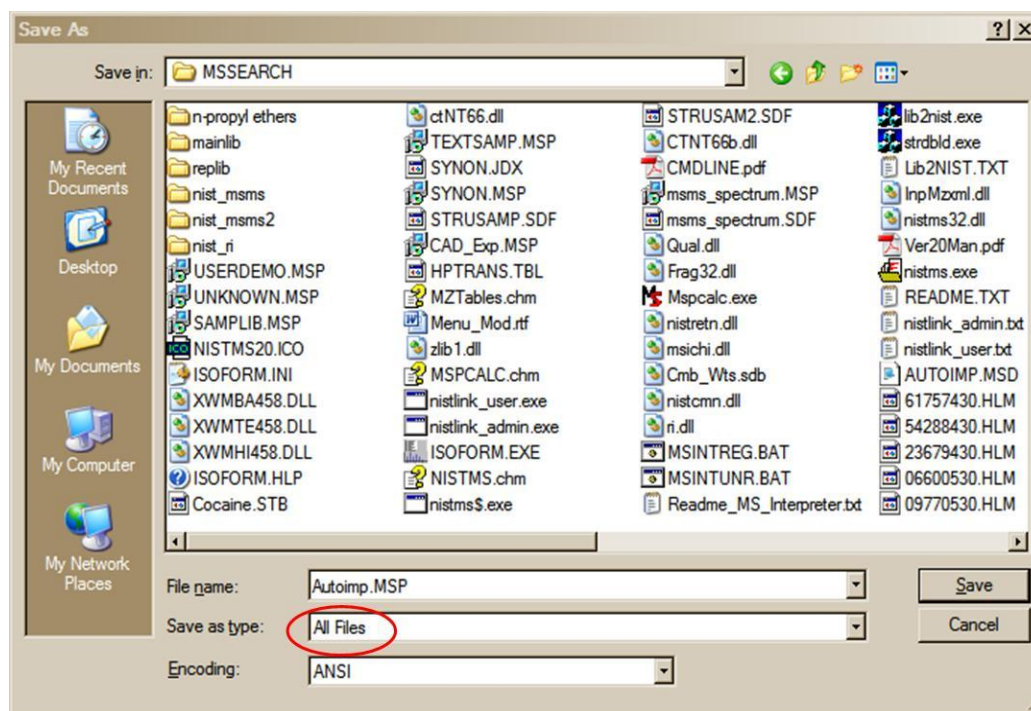 Save As
Save in:
MSSEARCH
My Recent
Documents
Desktop
My Documents
My Computer
My Network
Places
n-propyl ethers
mainlib
replib
nist_msms
nist_msms2
nist_ri
USERDEMO.MSP
UNKNOWN.MSP
SAMPLIB.MSP
NISTMS20.ICO
ISOFORM.INI
XWMBA458.DLL
XWMTE458.DLL
XWMHI458.DLL
ISOFORM.HLP
Cocaine.STB
ctNT66.dll
TEXTSAMP.MSP
SYNON.JDX
SYNON.MSP
STRUSAMP.SDF
CAD_Exp.MSP
HPTRANS.TBL
MZTables.chm
Menu_Mod.rtf
zlib1.dll
MSPCALC.chm
nistlink_user.exe
nistlink_admin.exe
ISOFORM.EXE
NISTMS.chm
nistms$.exe
STRUSAM2.SDF
CTNT66b.dll
CMDLINE.pdf
msms_spectrum.MSP
msms_spectrum.SDF
Qual.dll
Frag32.dll
Mspcalc.exe
nistretn.dll
msichi.dll
Cmb_Wts.sdb
nistcmn.dll
ri.dll
MSINTREG.BAT
MSINTUNR.BAT
Readme_MS_Interpreter.txt
lib2nist.exe
strdbld.exe
Lib2NIST.TXT
InpMzxml.dll
nistms32.dll
Ver20Man.pdf
nistms.exe
README.TXT
nistlink_admin.txt
nistlink_user.txt
AUTOIMP.MSD
61757430.HLM
54288430.HLM
23679430.HLM
06600530.HLM
09770530.HLM
File name:
Autoimp.MSP
Save
Save as type:
All Files
Cancel
Encoding:
ANSI